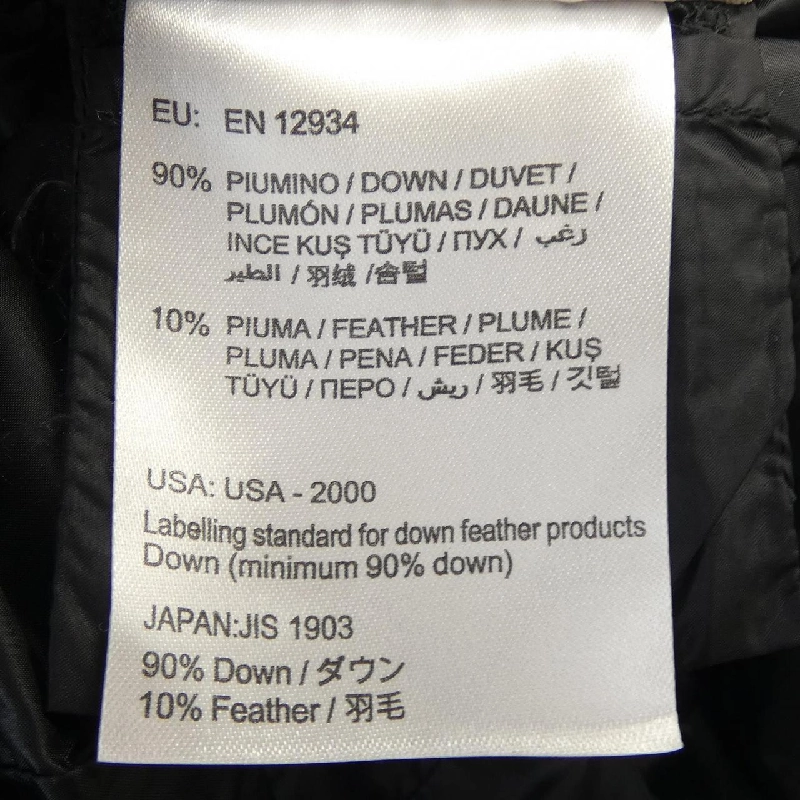 EU: EN 12934
90% PIUMINO / DOWN / DUVET /
PLUMÓN / PLUMAS / DAUNE /
INCE KUŞ TÜYÜ / ПУХ / زغب
الطير / 羽绒 /솜털
10% PIUMA / FEATHER / PLUME /
PLUMA / PENA / FEDER / KUŞ
TÜYÜ / ПЕРО / ريش / 羽毛 / 깃털
USA: USA - 2000
Labelling standard for down feather products
Down (minimum 90% down)
JAPAN:JIS 1903
90% Down / ダウン
10% Feather / 羽毛